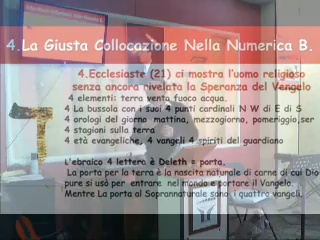 4.La Giusta Collocazione Nella Numerica B.
4.Ecclesiaste (21) ci mostra l'uomo religioso
senza ancora rivelata la Speranza del Vengelo
4 elementi: terra venta fuoco acqua.
4 La bussola con i suoi 4 punti cardinali N W di E di S
4 orologi del giorno mattina, mezzogiorno, pomeriggio,ser
4 stagioni sulla terra
4 età evangeliche, 4 vangeli 4 spiriti del guardiano
L'ebraico 4 lettera è Deleth = porta.
La porta per la terra è la nascita naturale di carne di cui Dio
pure si usò per entrare nel mondo e portare il Vangelo.
Mentre La porta al Soprannaturale sono i quattro vangeli.